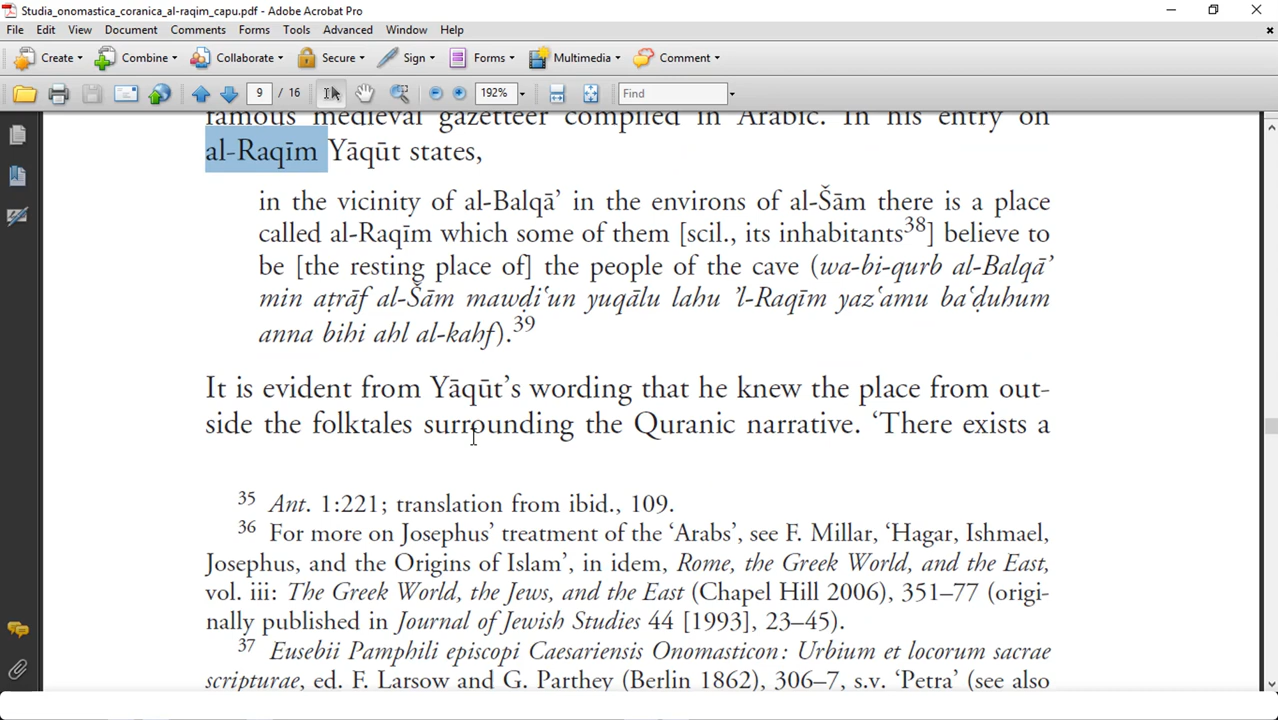 Studia_onomastica_coranica_al-raqim_capu.pdf - Adobe Acrobat Pro
File Edit View Document Comments Forms Tools Advanced Window Help
Create Combine Collaborate Secure Sign Forms Multimedia Comment
9 / 16 192% Find
famous medieval gazetteer compiled in Arabic. In his entry on
al-Raqīm Yāqūt states,
in the vicinity of al-Balqā’ in the environs of al-Šām there is a place
called al-Raqīm which some of them [scil., its inhabitants38] believe to
be [the resting place of] the people of the cave (wa-bi-qurb al-Balqā’
min aṭrāf al-Šām mawḍiʿun yuqālu lahu ’l-Raqīm yazʿamu baʿḍuhum
anna bihi ahl al-kahf).39
It is evident from Yāqūt’s wording that he knew the place from out-
side the folktales surrounding the Quranic narrative. ‘There exists a
35 Ant. 1:221; translation from ibid., 109.
36 For more on Josephus’ treatment of the ‘Arabs’, see F. Millar, ‘Hagar, Ishmael,
Josephus, and the Origins of Islam’, in idem, Rome, the Greek World, and the East,
vol. iii: The Greek World, the Jews, and the East (Chapel Hill 2006), 351–77 (origi-
nally published in Journal of Jewish Studies 44 [1993], 23–45).
37 Eusebii Pamphili episcopi Caesariensis Onomasticon: Urbium et locorum sacrae
scripturae, ed. F. Larsow and G. Parthey (Berlin 1862), 306–7, s.v. ‘Petra’ (see also